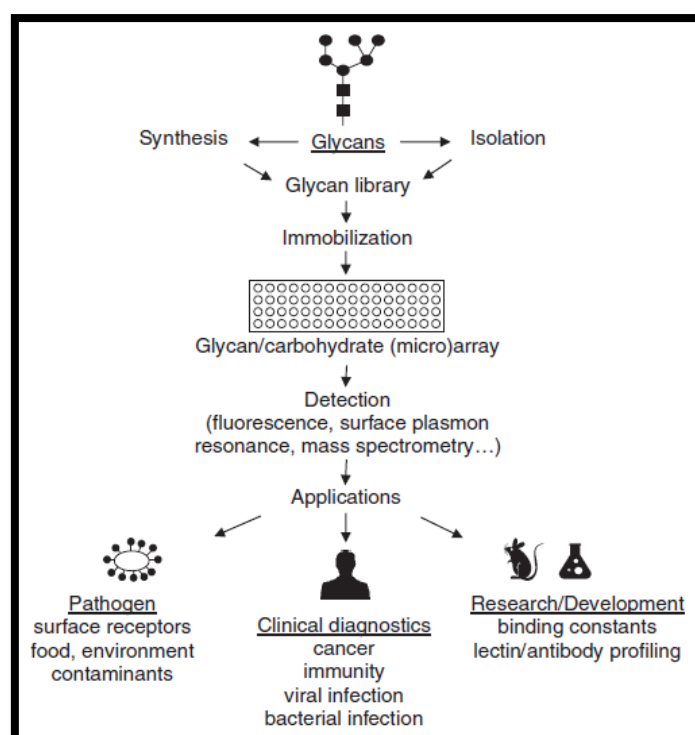 Synthesis
Glycans
Isolation
Glycan library
Immobilization
Glycan/carbohydrate (micro)array
Detection
(fluorescence, surface plasmon
resonance, mass spectrometry…)
Applications
Pathogen
surface receptors
food, environment
contaminants
Clinical diagnostics
cancer
immunity
viral infection
bacterial infection
Research/Development
binding constants
lectin/antibody profiling